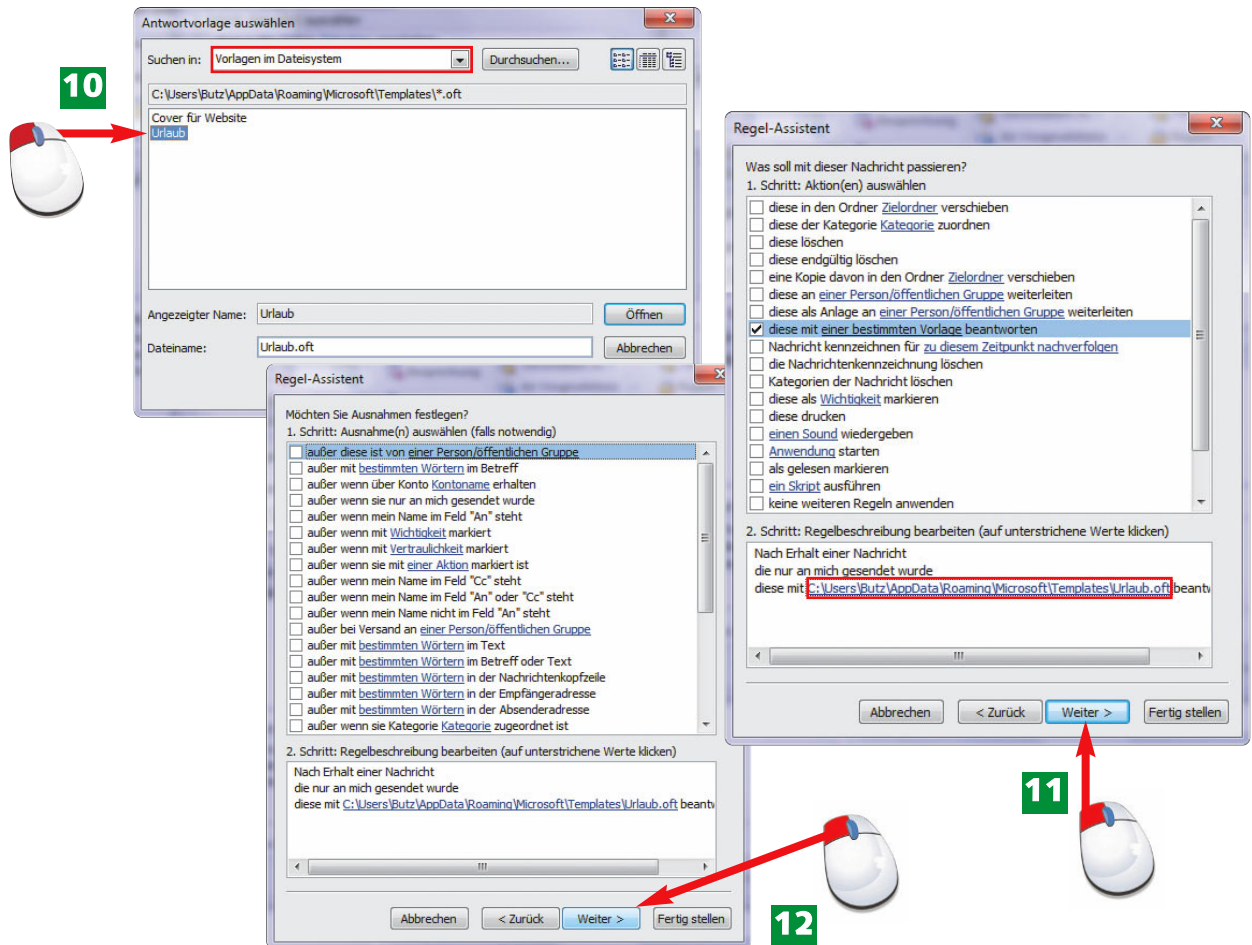 Antwortvorlage auswählen
Suchen in: Vorlagen im Dateisystem Durchsuchen...
10
C:\Users\Butz\AppData\Roaming\Microsoft\Templates\*.oft
Cover für Website
Urlaub
Angezeigter Name: Urlaub Öffnen
Dateiname: Urlaub.oft Abbrechen
Regel-Assistent
Was soll mit dieser Nachricht passieren?
1. Schritt: Aktion(en) auswählen
diese in den Ordner Zielordner verschieben
diese der Kategorie Kategorie zuordnen
diese löschen
diese endgültig löschen
eine Kopie davon in den Ordner Zielordner verschieben
diese an einer Person/öffentlichen Gruppe weiterleiten
diese als Anlage an einer Person/öffentlichen Gruppe weiterleiten
diese mit einer bestimmten Vorlage beantworten
Nachricht kennzeichnen für zu diesem Zeitpunkt nachverfolgen
die Nachrichtenkennzeichnung löschen
Kategorien der Nachricht löschen
diese als Wichtigkeit markieren
diese drucken
einen Sound wiedergeben
Anwendung starten
als gelesen markieren
ein Skript ausführen
keine weiteren Regeln anwenden
2. Schritt: Regelbeschreibung bearbeiten (auf unterstrichene Werte klicken)
Nach Erhalt einer Nachricht
die nur an mich gesendet wurde
diese mit C:\Users\Butz\AppData\Roaming\Microsoft\Templates\Urlaub.oft beantw
Abbrechen < Zurück Weiter > Fertig stellen
11
Regel-Assistent
Möchten Sie Ausnahmen festlegen?
1. Schritt: Ausnahme(n) auswählen (falls notwendig)
außer diese ist von einer Person/öffentlichen Gruppe
außer mit bestimmten Wörtern im Betreff
außer wenn über Konto Kontoname erhalten
außer wenn sie nur an mich gesendet wurde
außer wenn mein Name im Feld "An" steht
außer wenn mit Wichtigkeit markiert
außer wenn mit Vertraulichkeit markiert
außer wenn sie mit einer Aktion markiert ist
außer wenn mein Name im Feld "Cc" steht
außer wenn mein Name im Feld "An" oder "Cc" steht
außer wenn mein Name nicht im Feld "An" steht
außer bei Versand an einer Person/öffentlichen Gruppe
außer mit bestimmten Wörtern im Text
außer mit bestimmten Wörtern im Betreff oder Text
außer mit bestimmten Wörtern in der Nachrichtenkopfzeile
außer mit bestimmten Wörtern in der Empfängeradresse
außer mit bestimmten Wörtern in der Absenderadresse
außer wenn sie Kategorie Kategorie zugeordnet ist
2. Schritt: Regelbeschreibung bearbeiten (auf unterstrichene Werte klicken)
Nach Erhalt einer Nachricht
die nur an mich gesendet wurde
diese mit C:\Users\Butz\AppData\Roaming\Microsoft\Templates\Urlaub.oft beantw
Abbrechen < Zurück Weiter > Fertig stellen
12